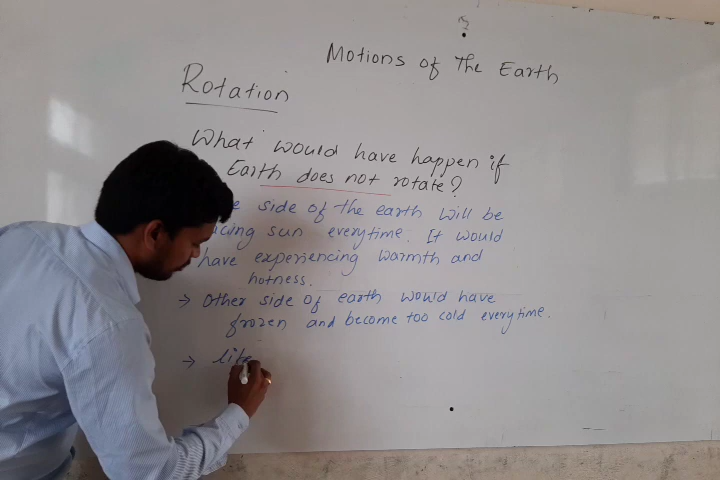 Motions of The Earth
Rotation
What would have happen if
Earth does not rotate?
side of the earth will be
sun everytime. It would
have experiencing warmth and
hotness.
→ Other side of earth would have
frozen and become too cold everytime.
→